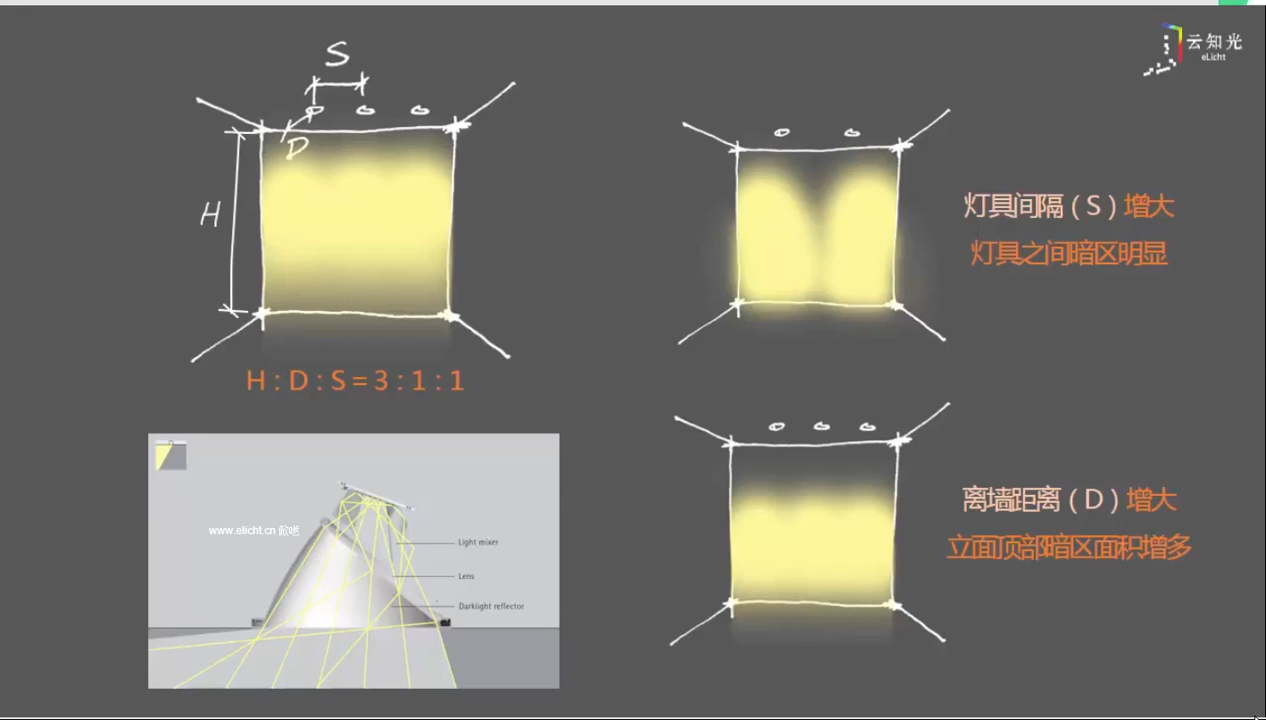 云知光
eLicht
S
D
H
H : D : S = 3 : 1 : 1
灯具间隔（S）增大
灯具之间暗区明显
www.elicht.cn
Light mixer
Lens
Darklight reflector
离墙距离（D）增大
立面顶部暗区面积增多